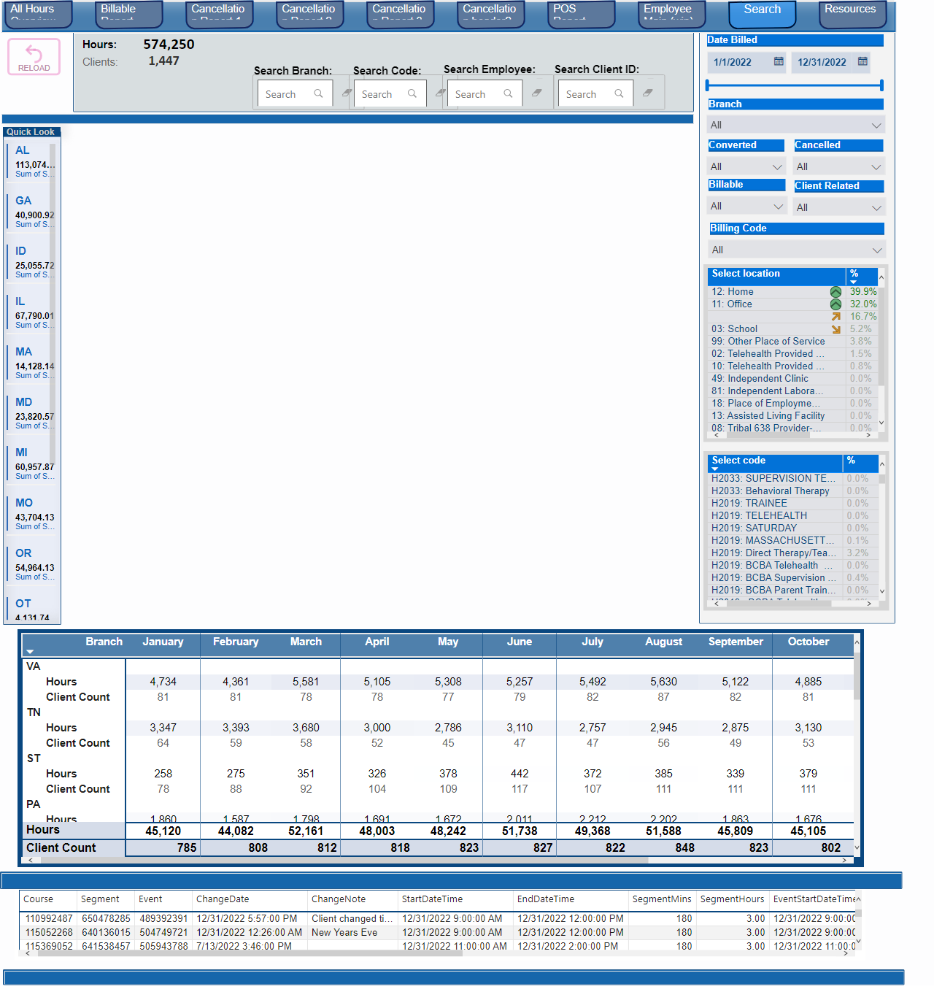 All Hours
Billable
Cancellatio
Cancellatio
Cancellatio
Cancellatio
POS
Employee
Search
Resources
RELOAD
Hours: 574,250
Clients: 1,447
Search Branch: Search Code: Search Employee: Search Client ID:
Search Search Search Search
Date Billed
1/1/2022 12/31/2022
Branch
All
Converted Cancelled
All All
Billable Client Related
All All
Billing Code
All
Select location %
12: Home 39.9%
11: Office 32.0%
16.7%
03: School 5.2%
99: Other Place of Service 3.8%
02: Telehealth Provided ... 1.5%
10: Telehealth Provided ... 0.8%
49: Independent Clinic 0.0%
81: Independent Labora... 0.0%
18: Place of Employme... 0.0%
13: Assisted Living Facility 0.0%
08: Tribal 638 Provider-... 0.0%
Select code %
H2033: SUPERVISION TE... 0.0%
H2033: Behavioral Therapy 0.0%
H2019: TRAINEE 0.0%
H2019: TELEHEALTH 0.0%
H2019: SATURDAY 0.0%
H2019: MASSACHUSETT... 0.1%
H2019: Direct Therapy/Tea... 3.2%
H2019: BCBA Telehealth ... 0.0%
H2019: BCBA Supervision ... 0.4%
H2019: BCBA Parent Train... 0.0%
Quick Look
AL
113,074...
Sum of S...
GA
40,900.92
Sum of S...
ID
25,055.72
Sum of S...
IL
67,790.01
Sum of S...
MA
14,128.14
Sum of S...
MD
23,820.57
Sum of S...
MI
60,957.87
Sum of S...
MO
43,704.13
Sum of S...
OR
54,964.13
Sum of S...
OT
4,131.74
Branch January February March April May June July August September October
VA
Hours 4,734 4,361 5,581 5,105 5,308 5,257 5,492 5,630 5,122 4,885
Client Count 81 81 78 78 77 79 82 87 82 81
TN
Hours 3,347 3,393 3,680 3,000 2,786 3,110 2,757 2,945 2,875 3,130
Client Count 64 59 58 52 45 47 47 56 49 53
ST
Hours 258 275 351 326 378 442 372 385 339 379
Client Count 78 88 92 104 109 117 107 111 111 111
PA
Hours 1,860 1,587 1,798 1,691 1,672 2,011 2,212 2,202 1,863 1,676
Hours 45,120 44,082 52,161 48,003 48,242 51,738 49,368 51,588 45,809 45,105
Client Count 785 808 812 818 823 827 822 848 823 802
Course Segment Event ChangeDate ChangeNote StartDateTime EndDateTime SegmentMins SegmentHours EventStartDateTime
110992487 650478285 489392391 12/31/2022 5:57:00 PM Client changed ti... 12/31/2022 9:00:00 AM 12/31/2022 12:00:00 PM 180 3.00 12/31/2022 9:00:00
115052268 640136015 504749721 12/31/2022 12:26:00 AM New Years Eve 12/31/2022 9:00:00 AM 12/31/2022 12:00:00 PM 180 3.00 12/31/2022 9:00:00
115369052 641538457 505943788 7/13/2022 3:46:00 PM 12/31/2022 11:00:00 AM 12/31/2022 2:00:00 PM 180 3.00 12/31/2022 11:00:0